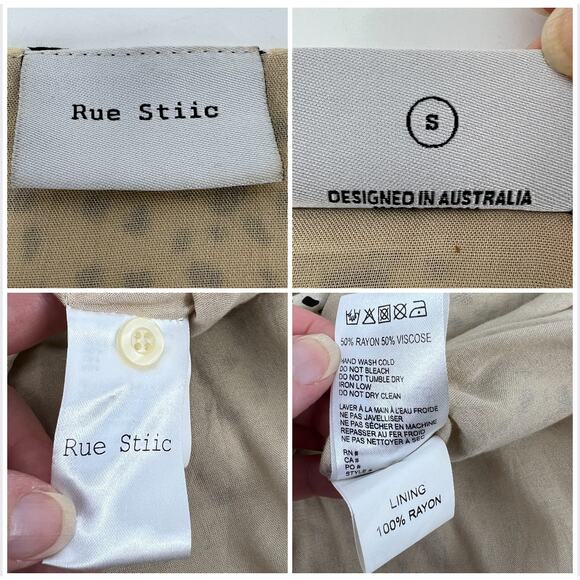 Rue Stiic
S
DESIGNED IN AUSTRALIA
Rue Stiic
50% RAYON 50% VISCOSE
HAND WASH COLD
DO NOT BLEACH
DO NOT TUMBLE DRY
IRON LOW
DO NOT DRY CLEAN
LAVER À LA MAIN À L'EAU FROIDE
NE PAS JAVELLISER
NE PAS SÉCHER EN MACHINE
REPASSER AU FER FROID
NE PAS NETTOYER À SEC
RN#
CA#
PO#
STYLE#
LINING
100% RAYON